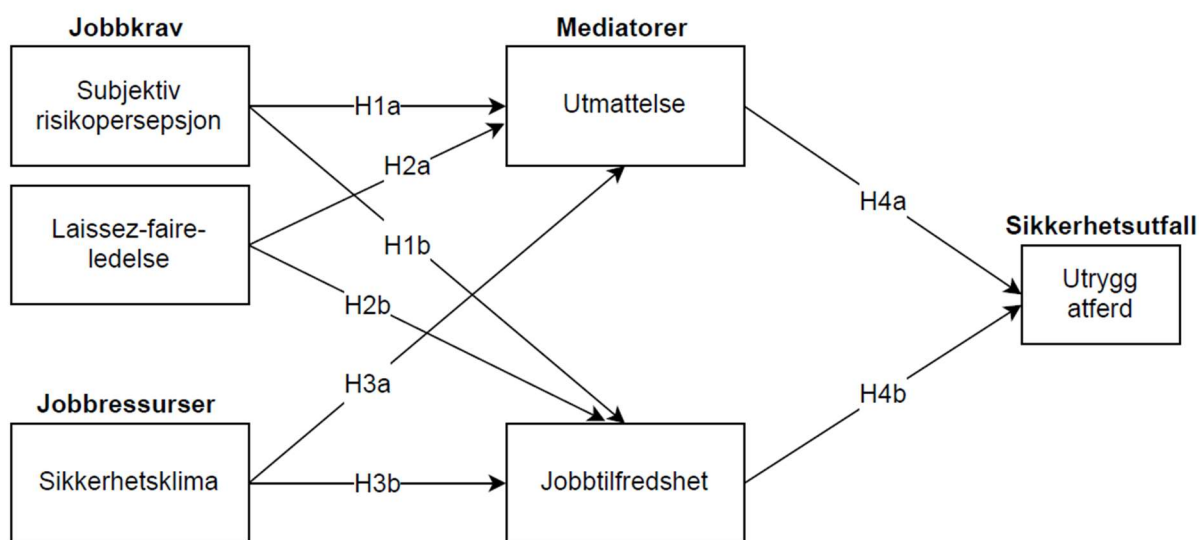 Jobbkrav
Subjektiv
risikopersepsjon
Laissez-faire-
ledelse
Jobbressurser
Sikkerhetsklima
H1a
H2a
H1b
H2b
H3a
H3b
Mediatorer
Utmattelse
Jobbtilfredshet
H4a
H4b
Sikkerhetsutfall
Utrygg
atferd